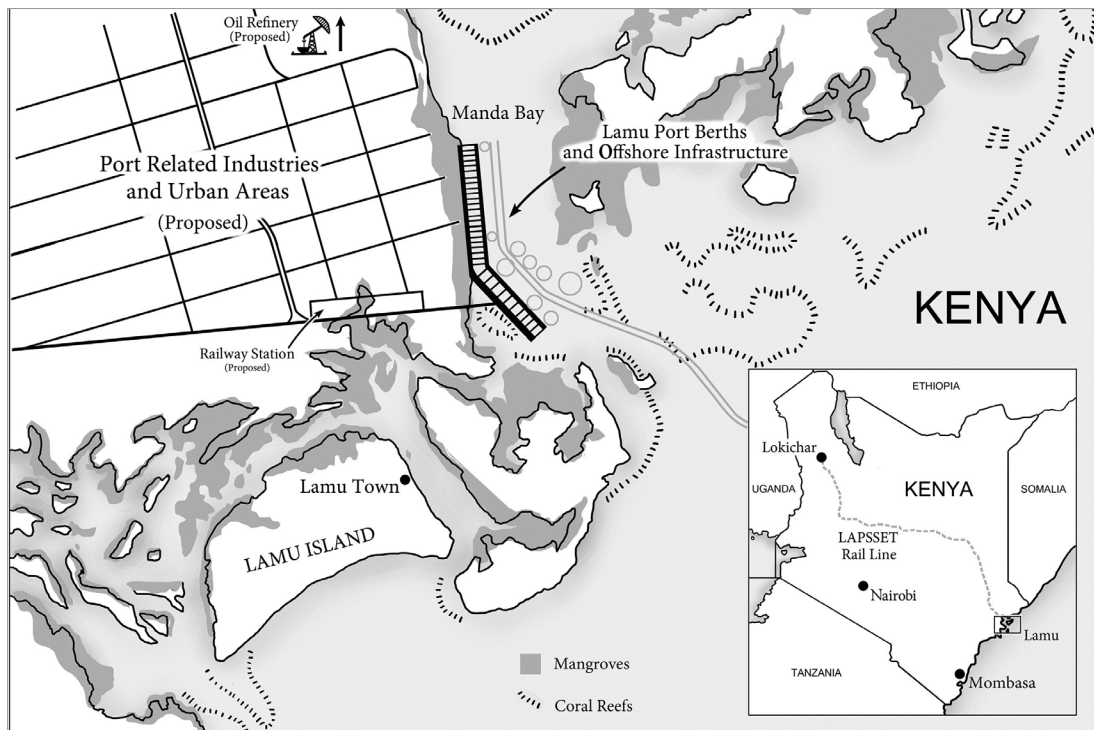 Oil Refinery
(Proposed)
Manda Bay
Lamu Port Berths
and Offshore Infrastructure
Port Related Industries
and Urban Areas
(Proposed)
KENYA
Railway Station
(Proposed)
Lamu Town
LAMU ISLAND
Mangroves
Coral Reefs
ETHIOPIA
Lokichar
UGANDA
KENYA
SOMALIA
LAPSSET
Rail Line
Nairobi
Lamu
TANZANIA
Mombasa